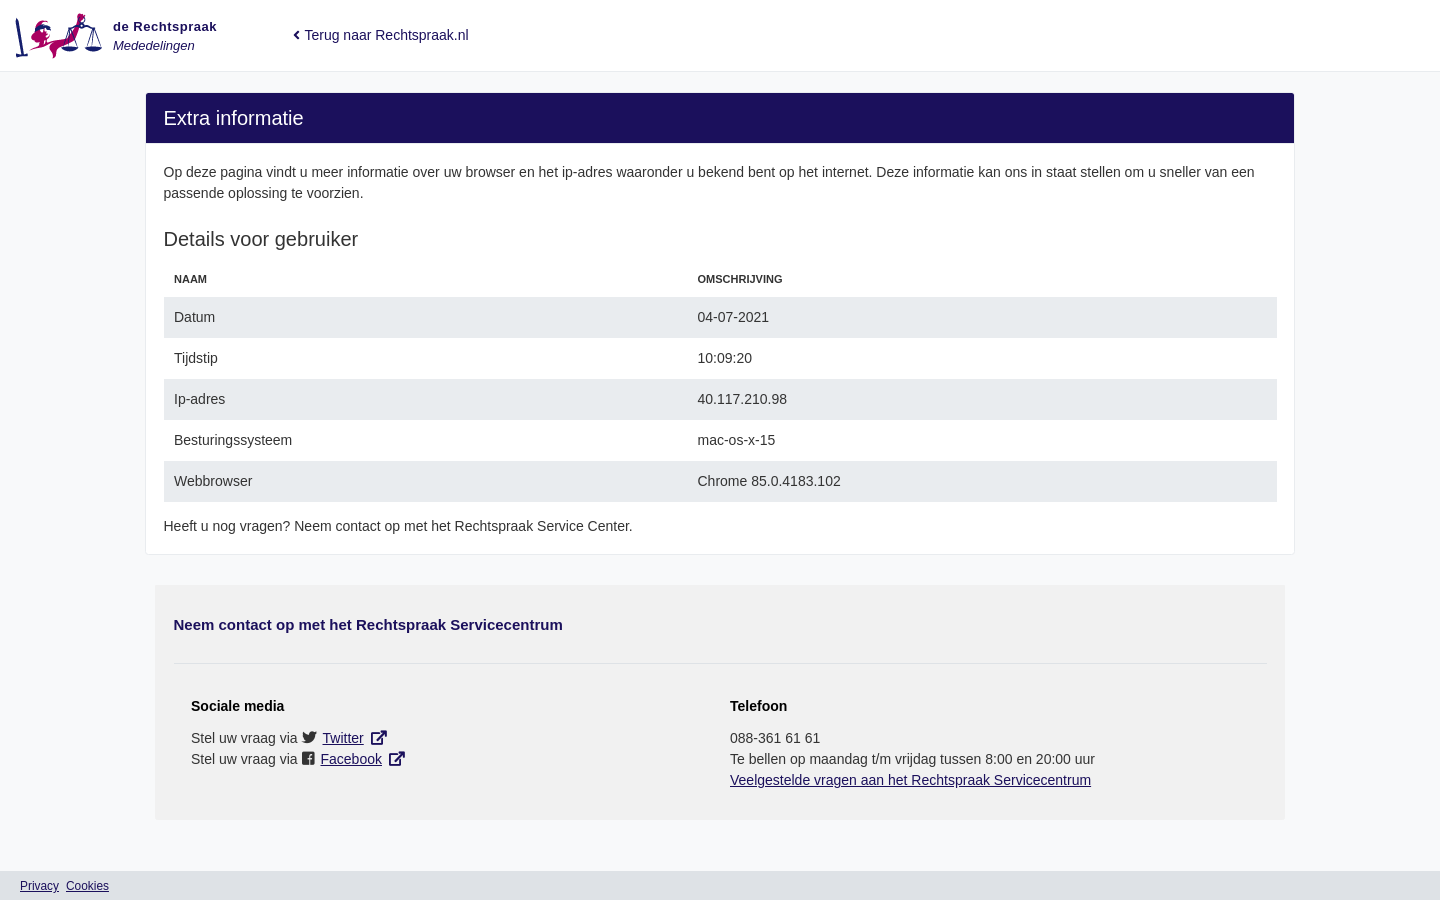 de Rechtspraak
Mededelingen
Terug naar Rechtspraak.nl
Extra informatie
Op deze pagina vindt u meer informatie over uw browser en het ip-adres waaronder u bekend bent op het internet. Deze informatie kan ons in staat stellen om u sneller van een
passende oplossing te voorzien.
Details voor gebruiker
NAAM OMSCHRIJVING
Datum 04-07-2021
Tijdstip 10:09:20
Ip-adres 40.117.210.98
Besturingssysteem mac-os-x-15
Webbrowser Chrome 85.0.4183.102
Heeft u nog vragen? Neem contact op met het Rechtspraak Service Center.
Neem contact op met het Rechtspraak Servicecentrum
Sociale media
Stel uw vraag via Twitter
Stel uw vraag via Facebook
Telefoon
088-361 61 61
Te bellen op maandag t/m vrijdag tussen 8:00 en 20:00 uur
Veelgestelde vragen aan het Rechtspraak Servicecentrum
Privacy Cookies